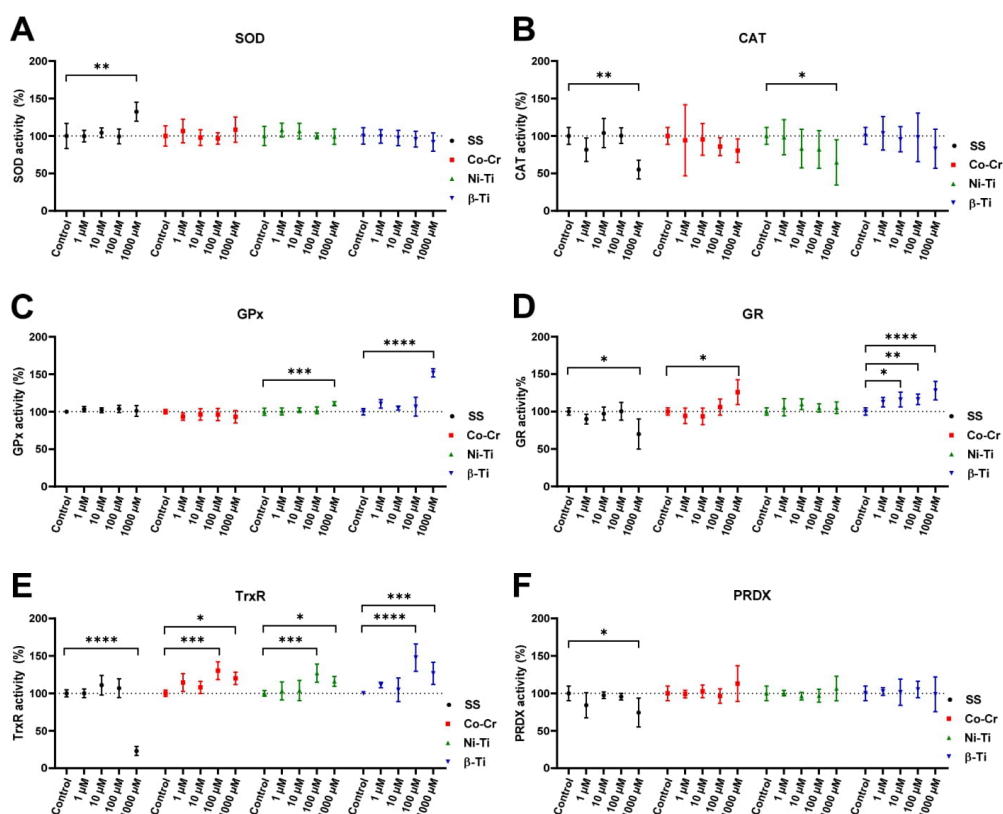 A
SOD
**
200
150
100
50
0
SOD activity (%)
Control 1 µM 10 µM 100 µM 1000 µM Control 1 µM 10 µM 100 µM 1000 µM Control 1 µM 10 µM 100 µM 1000 µM Control 1 µM 10 µM 100 µM 1000 µM
SS
Co-Cr
Ni-Ti
β-Ti
B
CAT
** *
200
150
100
50
0
CAT activity (%)
Control 1 µM 10 µM 100 µM 1000 µM Control 1 µM 10 µM 100 µM 1000 µM Control 1 µM 10 µM 100 µM 1000 µM Control 1 µM 10 µM 100 µM 1000 µM
SS
Co-Cr
Ni-Ti
β-Ti
C
GPx
****
***
200
150
100
50
0
GPx activity (%)
Control 1 µM 10 µM 100 µM 1000 µM Control 1 µM 10 µM 100 µM 1000 µM Control 1 µM 10 µM 100 µM 1000 µM Control 1 µM 10 µM 100 µM 1000 µM
SS
Co-Cr
Ni-Ti
β-Ti
D
GR
****
* * **
*
200
150
100
50
0
GR activity%
Control 1 µM 10 µM 100 µM 1000 µM Control 1 µM 10 µM 100 µM 1000 µM Control 1 µM 10 µM 100 µM 1000 µM Control 1 µM 10 µM 100 µM 1000 µM
SS
Co-Cr
Ni-Ti
β-Ti
E
TrxR
***
* * ****
**** *** ***
200
150
100
50
0
TrxR activity (%)
Control 1 µM 10 µM 100 µM 1000 µM Control 1 µM 10 µM 100 µM 1000 µM Control 1 µM 10 µM 100 µM 1000 µM Control 1 µM 10 µM 100 µM 1000 µM
SS
Co-Cr
Ni-Ti
β-Ti
F
PRDX
*
200
150
100
50
0
PRDX activity (%)
Control 1 µM 10 µM 100 µM 1000 µM Control 1 µM 10 µM 100 µM 1000 µM Control 1 µM 10 µM 100 µM 1000 µM Control 1 µM 10 µM 100 µM 1000 µM
SS
Co-Cr
Ni-Ti
β-Ti